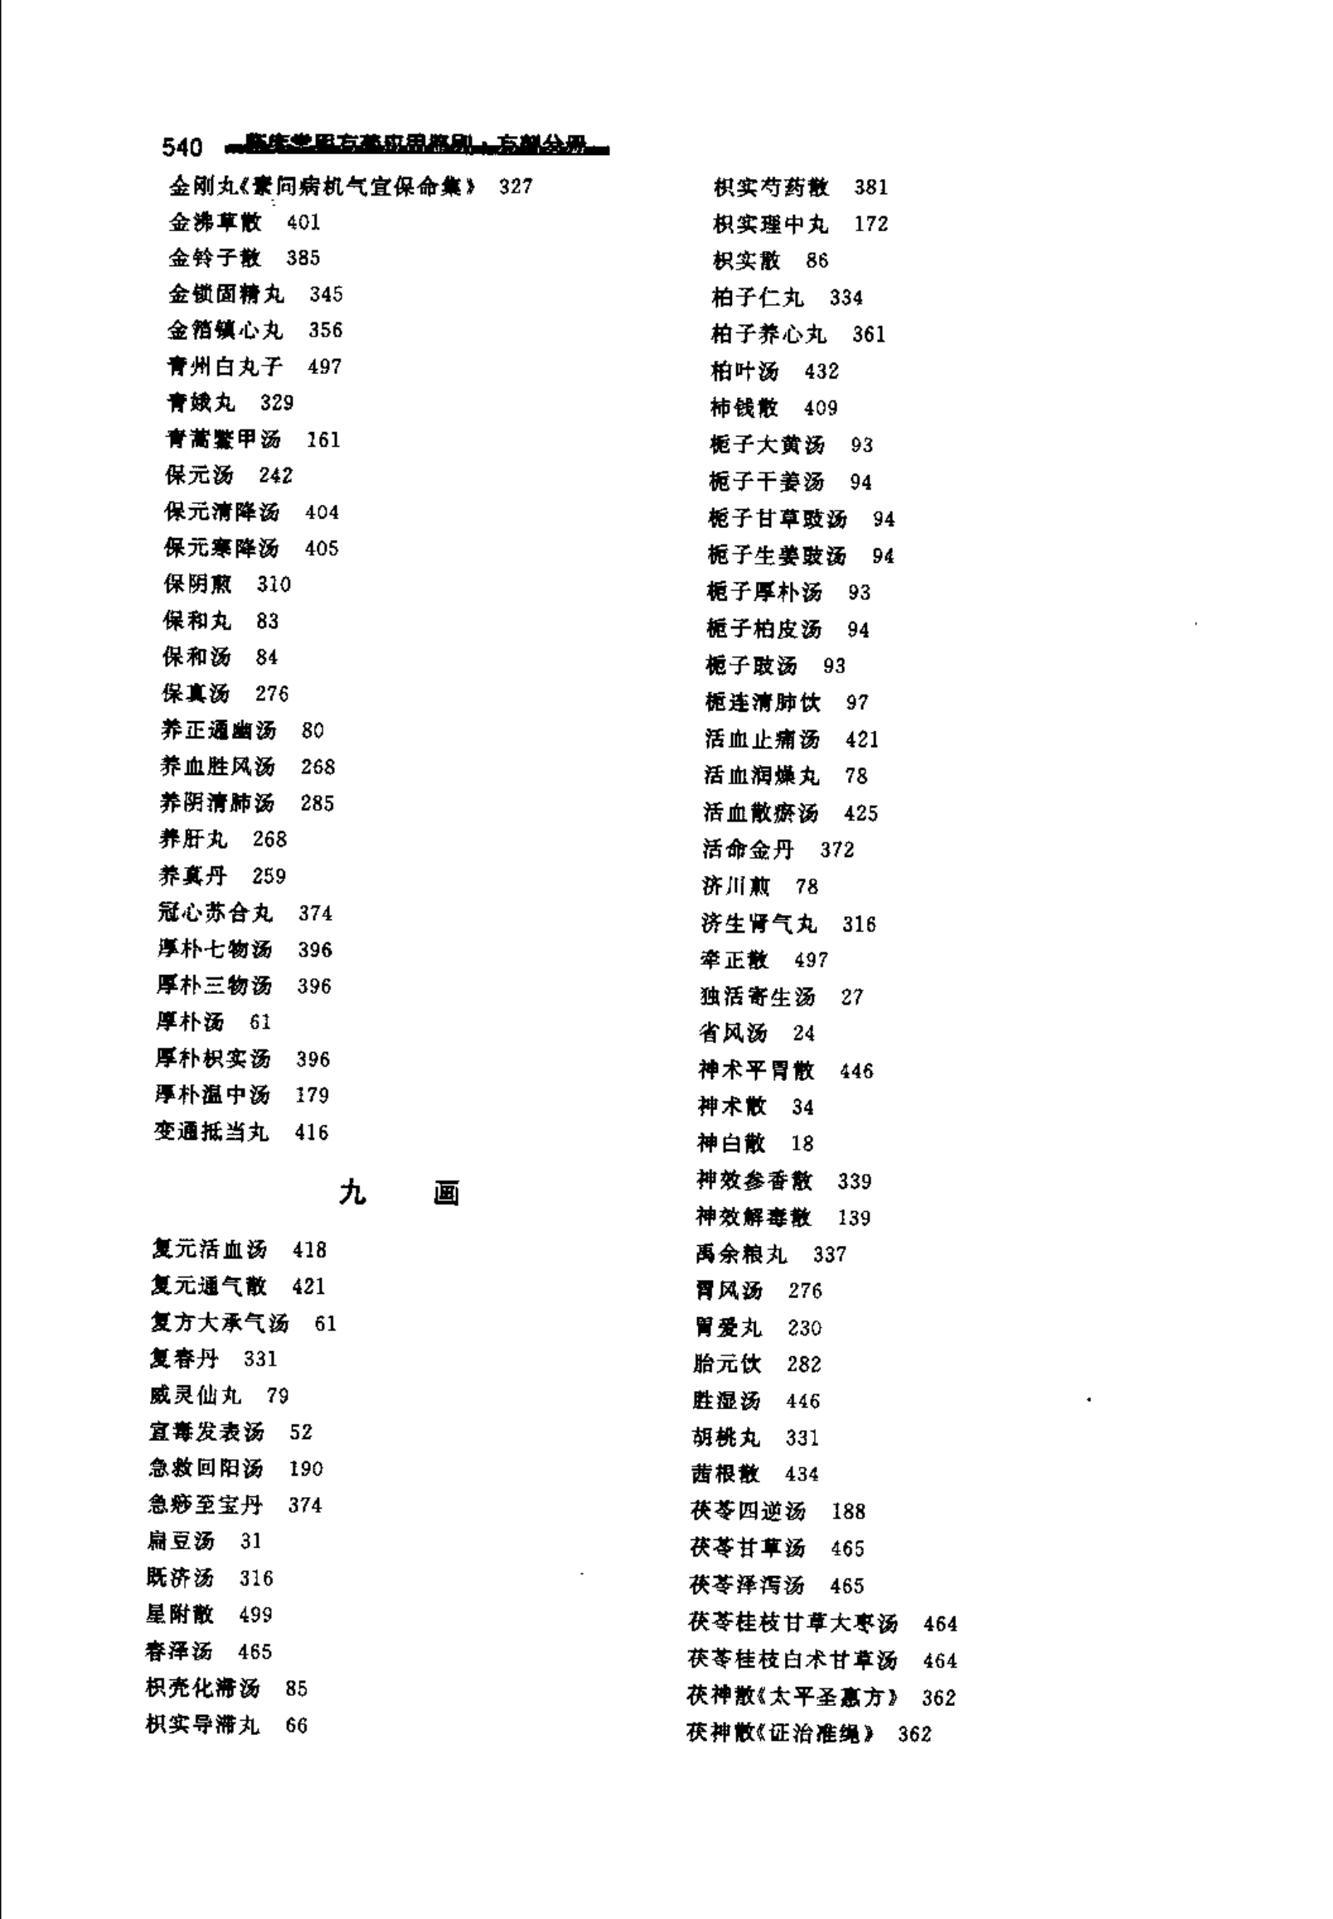 540 临床常用方药应用鉴别·方剂分册
金刚丸《素问病机气宜保命集》 327
金沸草散 401
金铃子散 385
金锁固精丸 345
金箔镇心丸 356
青州白丸子 497
青娥丸 329
青蒿鳖甲汤 161
保元汤 242
保元清降汤 404
保元寒降汤 405
保阴煎 310
保和丸 83
保和汤 84
保真汤 276
养正通幽汤 80
养血胜风汤 268
养阴清肺汤 285
养肝丸 268
养真丹 259
冠心苏合丸 374
厚朴七物汤 396
厚朴三物汤 396
厚朴汤 61
厚朴枳实汤 396
厚朴温中汤 179
变通抵当丸 416
九 画
复元活血汤 418
复元通气散 421
复方大承气汤 61
复春丹 331
威灵仙丸 79
宣毒发表汤 52
急救回阳汤 190
急痧至宝丹 374
扁豆汤 31
既济汤 316
星附散 499
春泽汤 465
枳壳化滞汤 85
枳实导滞丸 66
枳实芍药散 381
枳实理中丸 172
枳实散 86
柏子仁丸 334
柏子养心丸 361
柏叶汤 432
柿钱散 409
栀子大黄汤 93
栀子干姜汤 94
栀子甘草豉汤 94
栀子生姜豉汤 94
栀子厚朴汤 93
栀子柏皮汤 94
栀子豉汤 93
栀连清肺饮 97
活血止痛汤 421
活血润燥丸 78
活血散瘀汤 425
活命金丹 372
济川煎 78
济生肾气丸 316
牵正散 497
独活寄生汤 27
省风汤 24
神术平胃散 446
神术散 34
神白散 18
神效参香散 339
神效解毒散 139
禹余粮丸 337
胃风汤 276
胃爱丸 230
胎元饮 282
胜湿汤 446
胡桃丸 331
茜根散 434
茯苓四逆汤 188
茯苓甘草汤 465
茯苓泽泻汤 465
茯苓桂枝甘草大枣汤 464
茯苓桂枝白术甘草汤 464
茯神散《太平圣惠方》 362
茯神散《证治准绳》 362